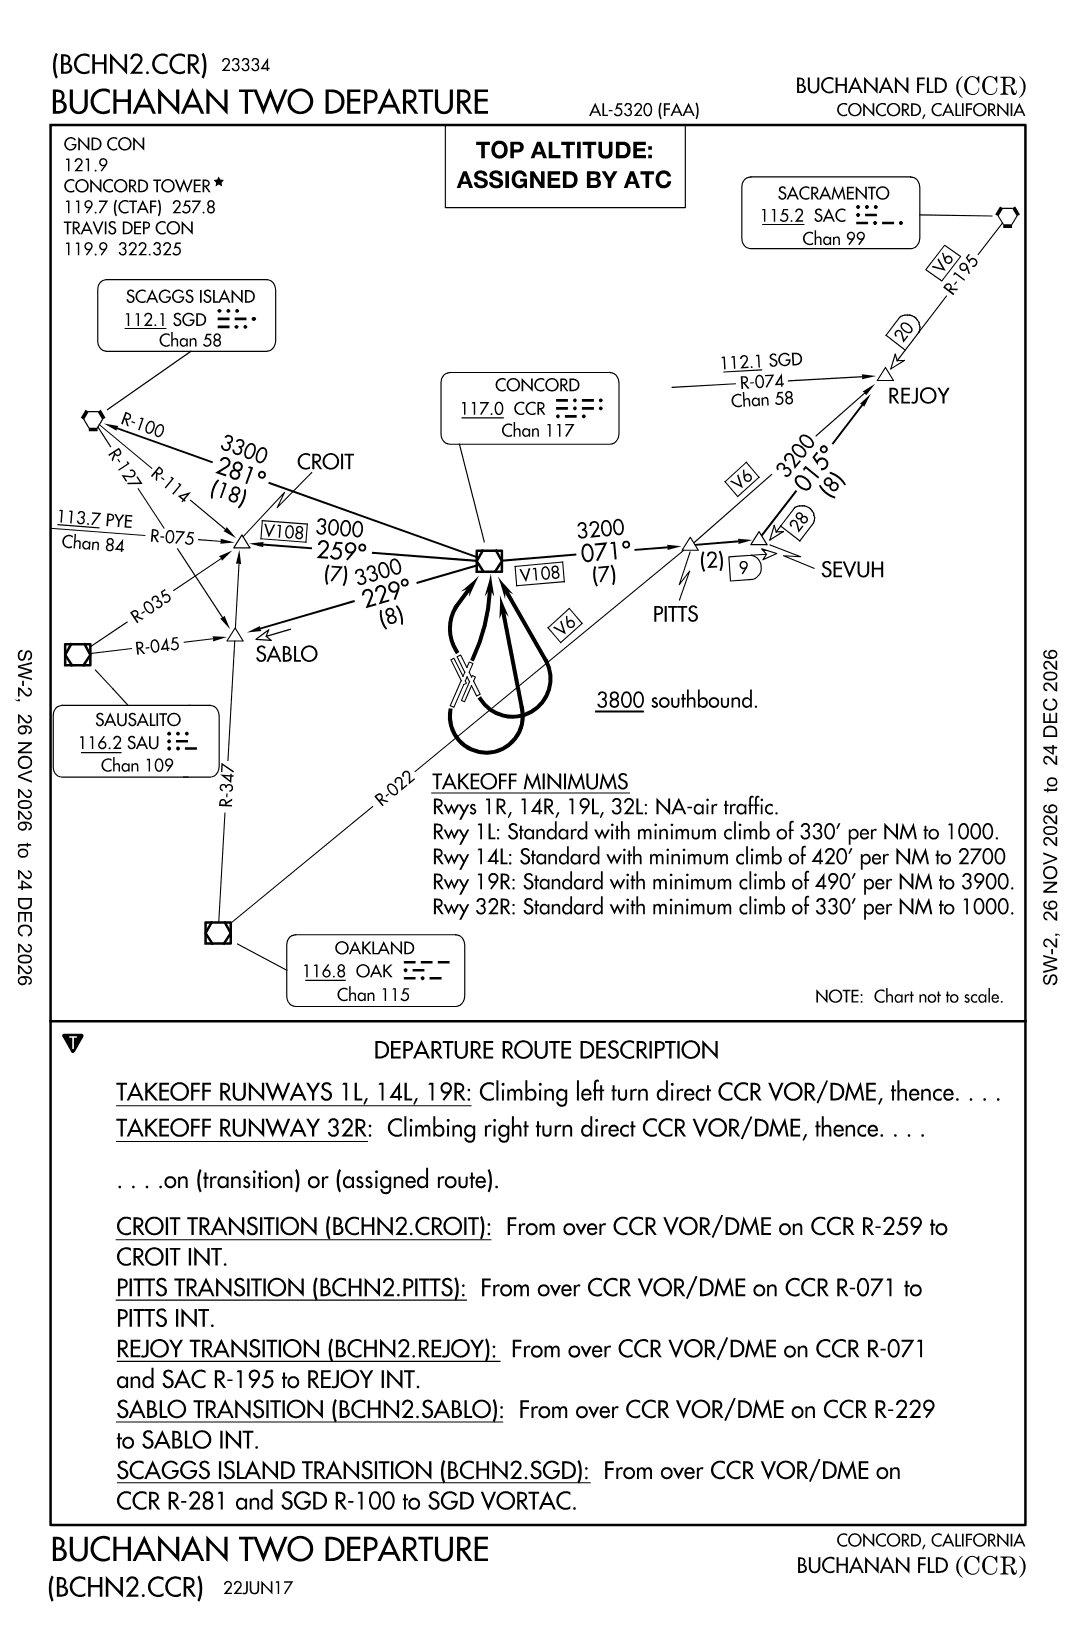 (BCHN2.CCR) 23334
BUCHANAN TWO DEPARTURE
AL-5320 (FAA)
BUCHANAN FLD (CCR)
CONCORD, CALIFORNIA
GND CON
121.9
CONCORD TOWER★
119.7 (CTAF) 257.8
TRAVIS DEP CON
119.9 322.325
TOP ALTITUDE:
ASSIGNED BY ATC
SACRAMENTO
115.2 SAC
Chan 99
V6
R-195
20
SCAGGS ISLAND
112.1 SGD
Chan 58
112.1 SGD
R-074
Chan 58
REJOY
CONCORD
117.0 CCR
Chan 117
R-100
3300
281°
(18)
CROIT
R-127
R-114
V6
3200
015°
(8)
113.7 PYE
Chan 84
R-075
V108
3000
259°
(7)
3300
229°
(8)
3200
071°
(7)
V108
(2)
9
28
SEVUH
PITTS
R-035
R-045
SABLO
V6
SAUSALITO
116.2 SAU
Chan 109
3800 southbound.
R-347
R-022
TAKEOFF MINIMUMS
Rwys 1R, 14R, 19L, 32L: NA-air traffic.
Rwy 1L: Standard with minimum climb of 330′ per NM to 1000.
Rwy 14L: Standard with minimum climb of 420′ per NM to 2700
Rwy 19R: Standard with minimum climb of 490′ per NM to 3900.
Rwy 32R: Standard with minimum climb of 330′ per NM to 1000.
OAKLAND
116.8 OAK
Chan 115
NOTE: Chart not to scale.
SW-2, 26 NOV 2026 to 24 DEC 2026
SW-2, 26 NOV 2026 to 24 DEC 2026
T
DEPARTURE ROUTE DESCRIPTION
TAKEOFF RUNWAYS 1L, 14L, 19R: Climbing left turn direct CCR VOR/DME, thence. . . .
TAKEOFF RUNWAY 32R: Climbing right turn direct CCR VOR/DME, thence. . . .
. . . .on (transition) or (assigned route).
CROIT TRANSITION (BCHN2.CROIT): From over CCR VOR/DME on CCR R-259 to
CROIT INT.
PITTS TRANSITION (BCHN2.PITTS): From over CCR VOR/DME on CCR R-071 to
PITTS INT.
REJOY TRANSITION (BCHN2.REJOY): From over CCR VOR/DME on CCR R-071
and SAC R-195 to REJOY INT.
SABLO TRANSITION (BCHN2.SABLO): From over CCR VOR/DME on CCR R-229
to SABLO INT.
SCAGGS ISLAND TRANSITION (BCHN2.SGD): From over CCR VOR/DME on
CCR R-281 and SGD R-100 to SGD VORTAC.
BUCHANAN TWO DEPARTURE
(BCHN2.CCR) 22JUN17
CONCORD, CALIFORNIA
BUCHANAN FLD (CCR)